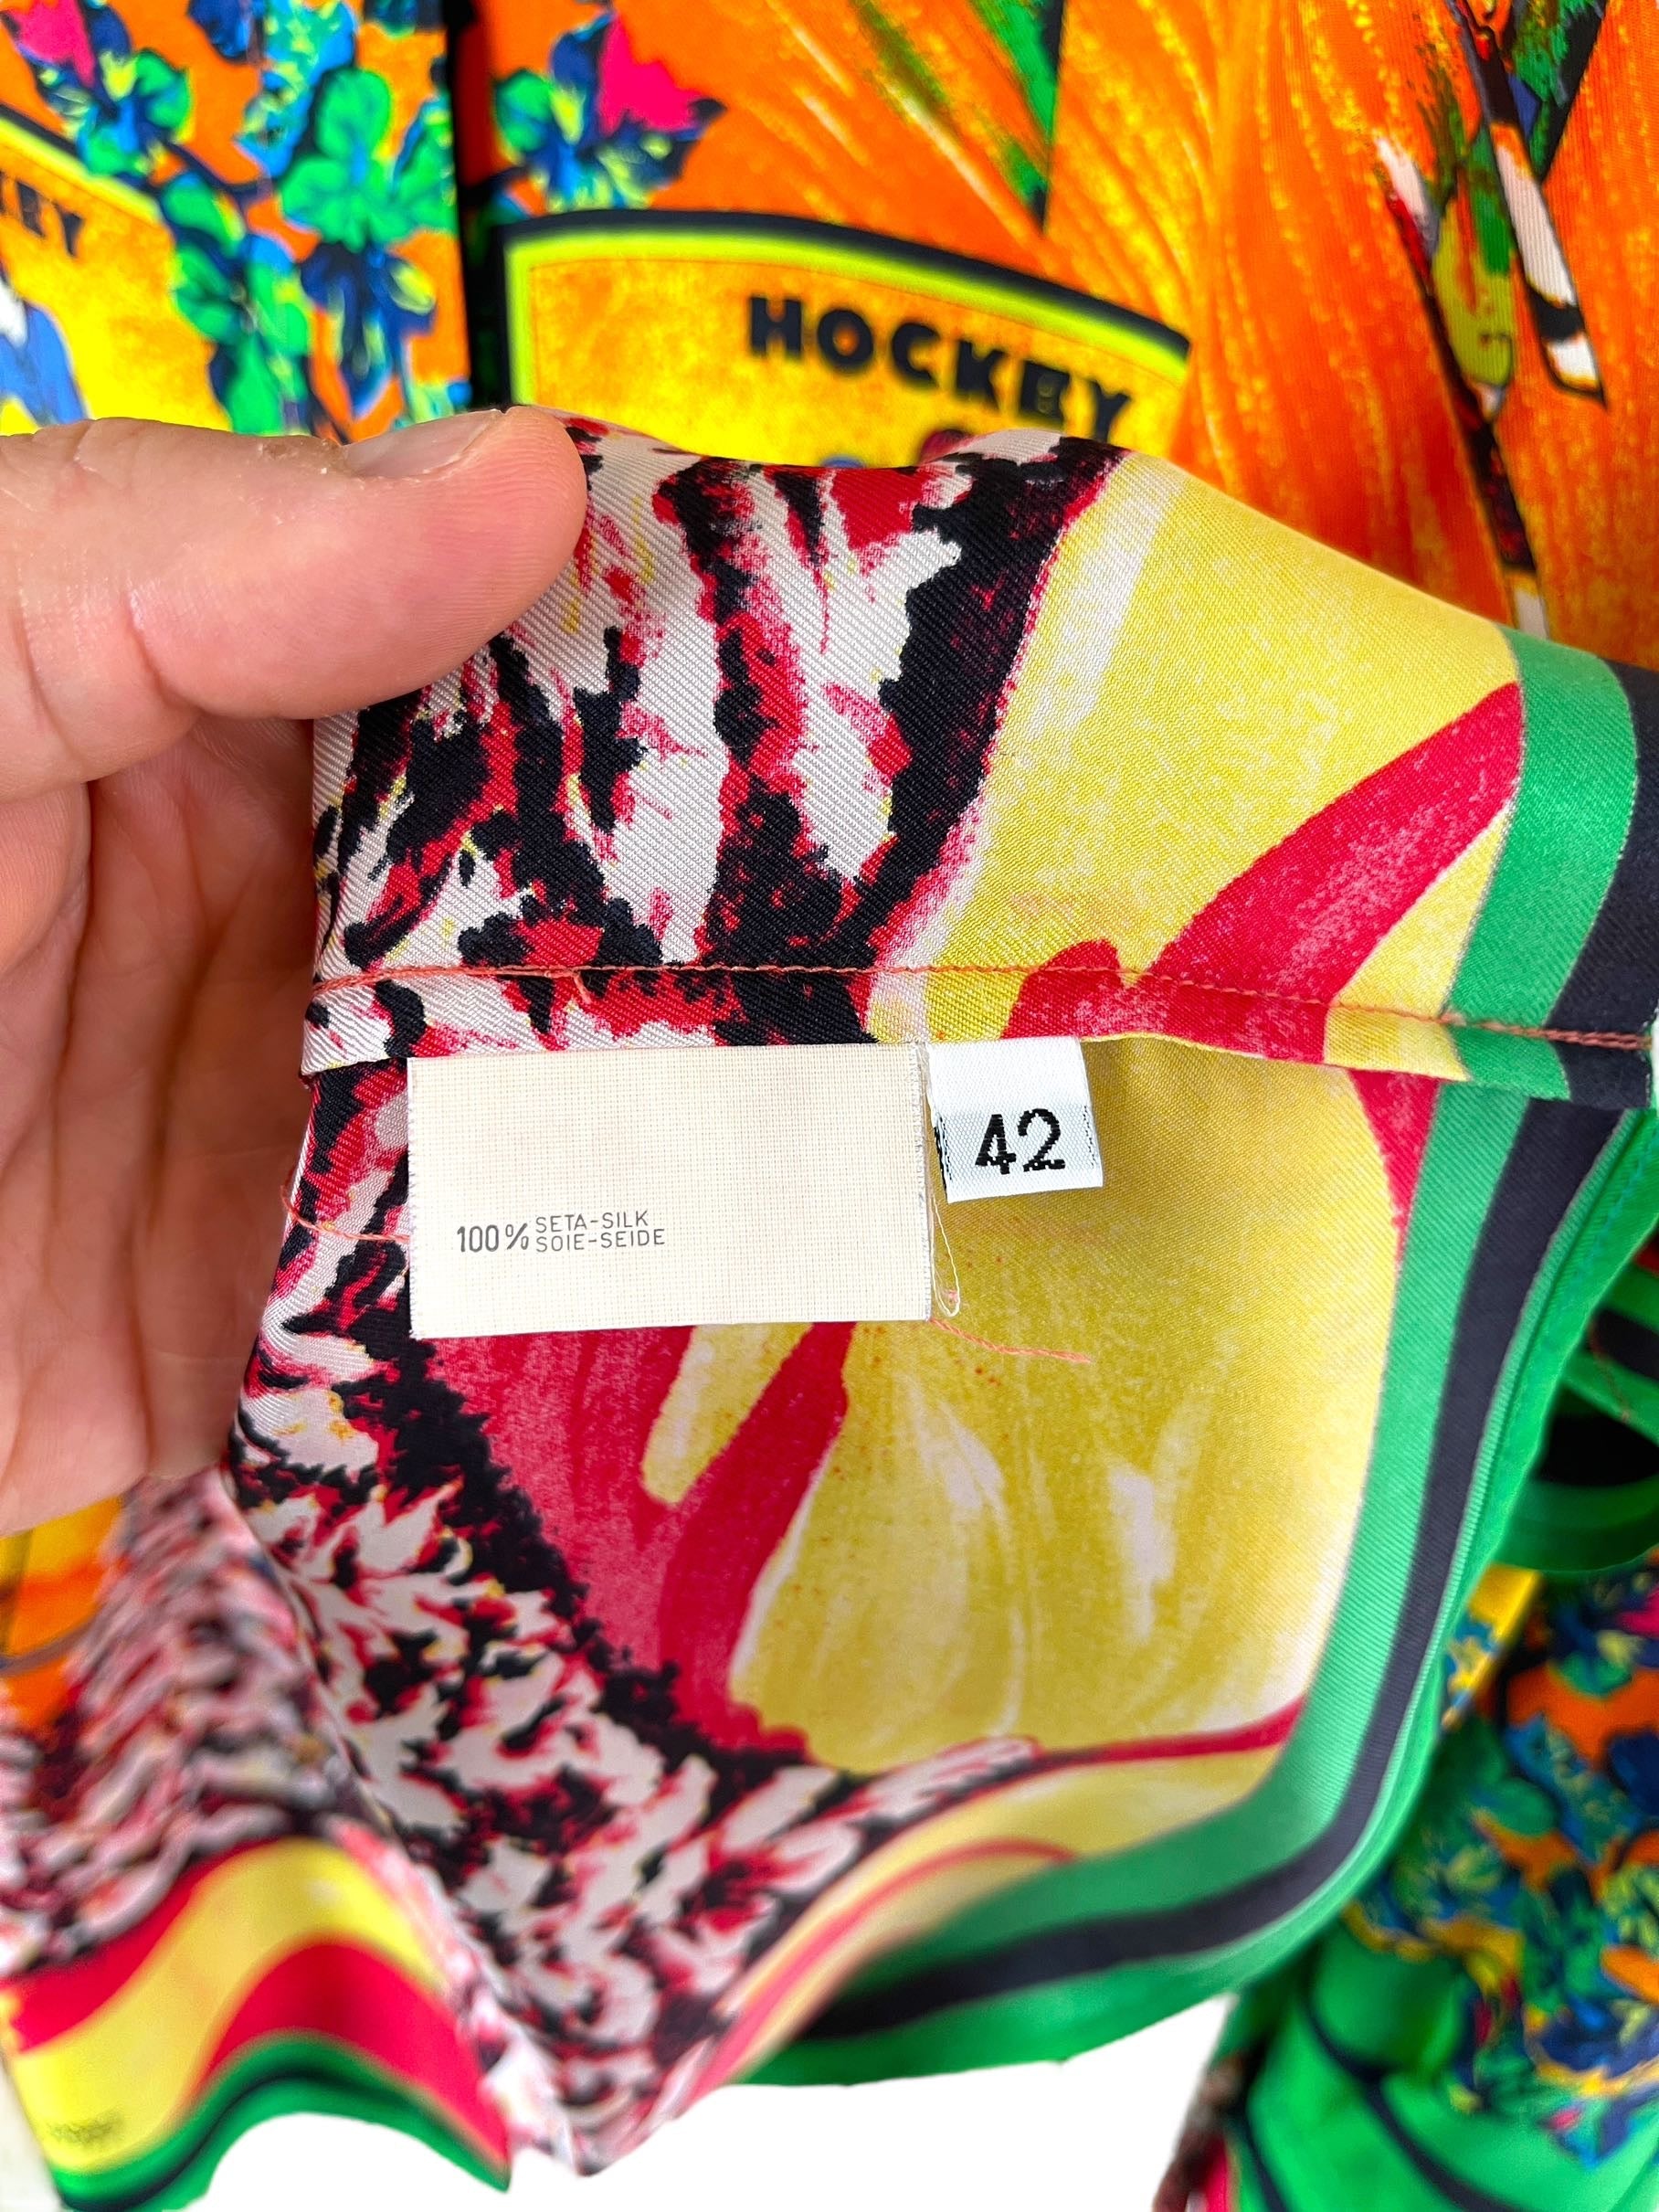 HOCKEY
42
100% SETA-SILK
SOIE-SEIDE